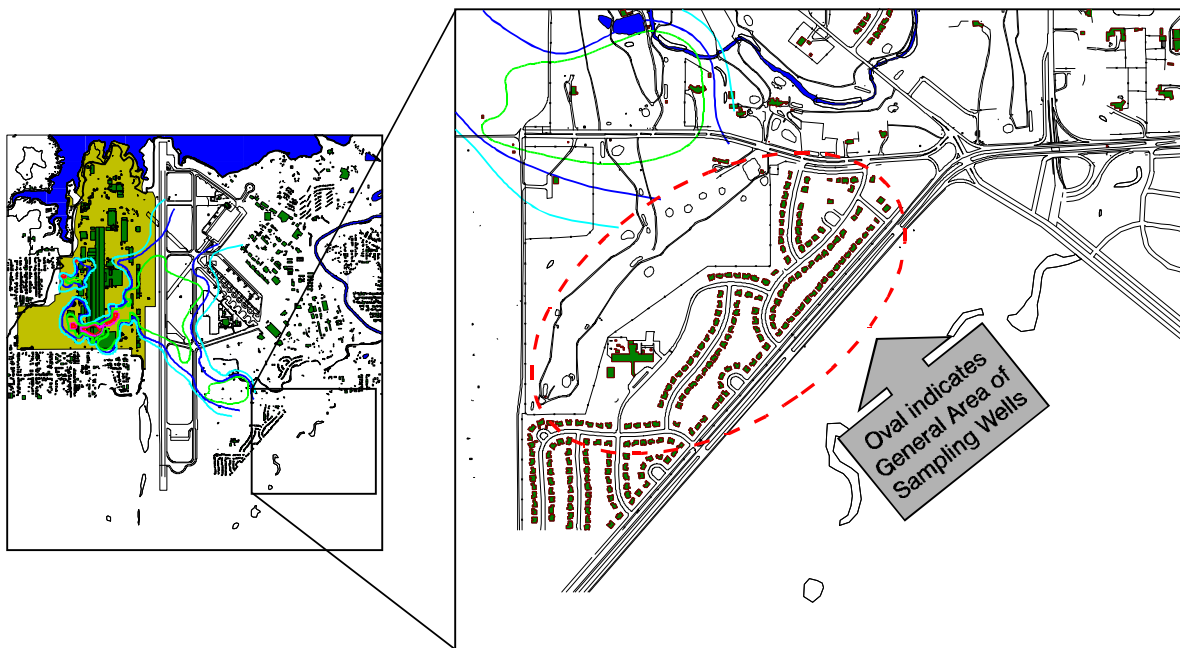 Oval indicates
General Area of
Sampling Wells